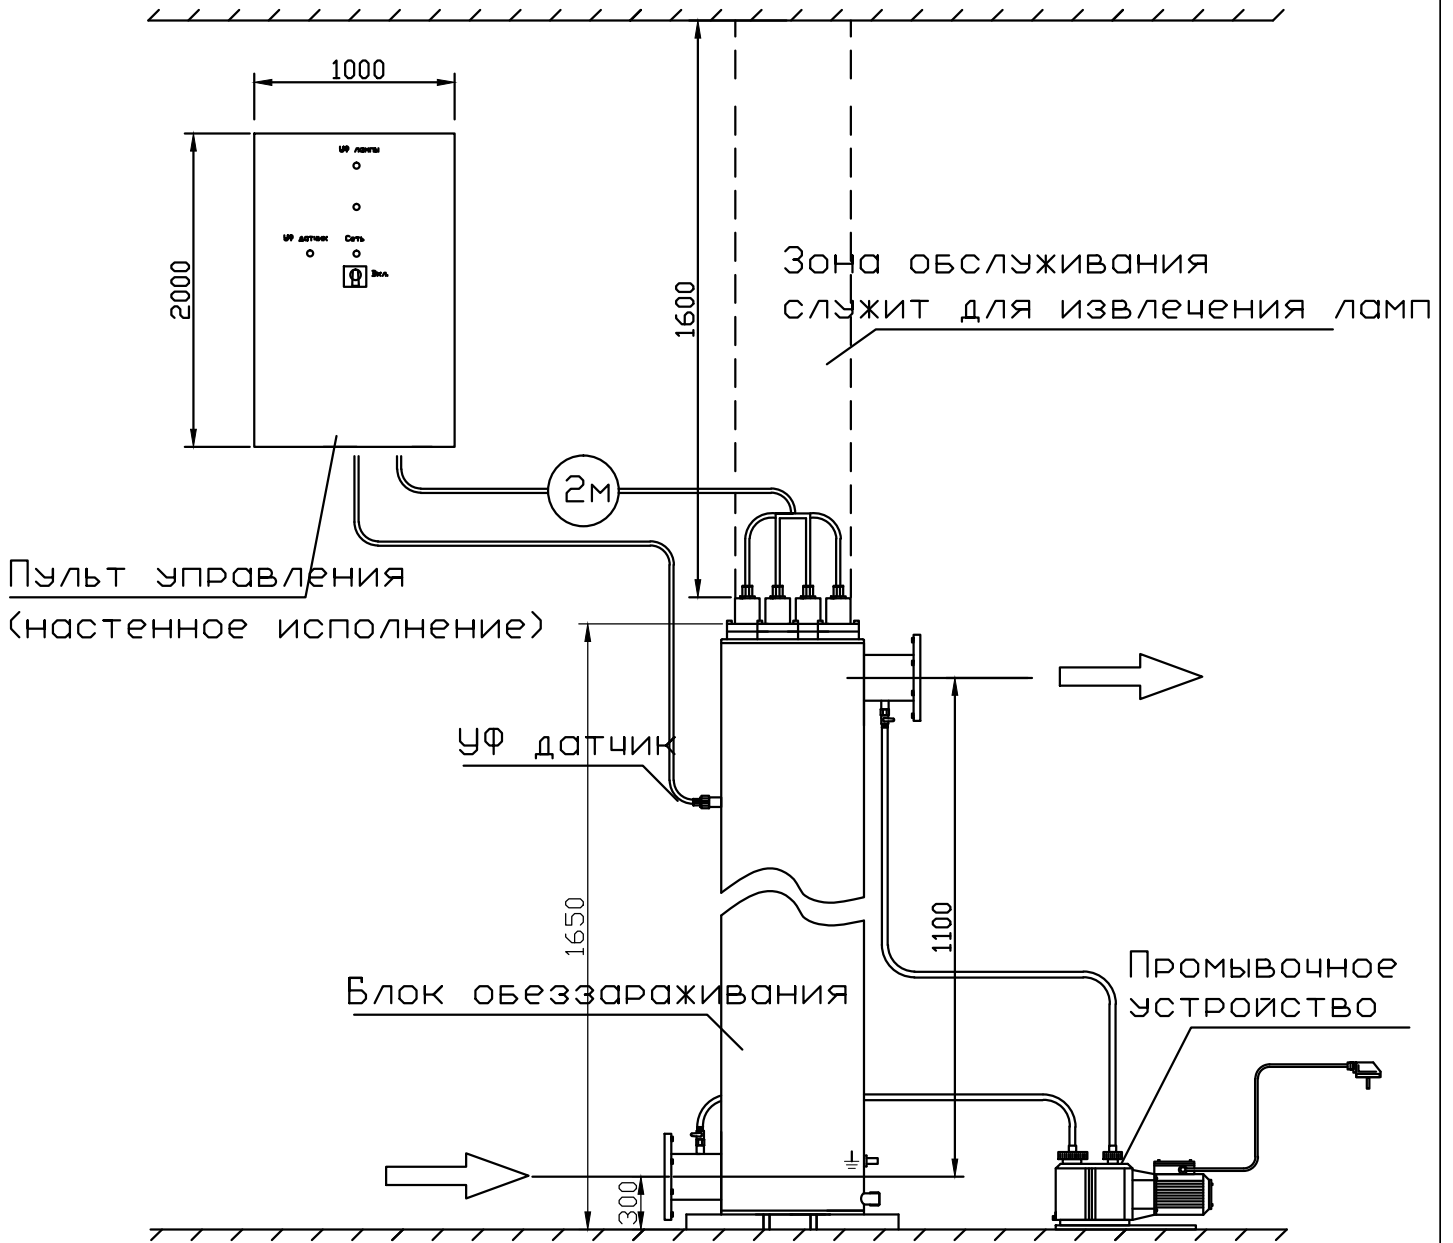 1000
УФ лампы
УФ датчик
Сеть
Вкл.
2000
1600
Зона обслуживания
служит для извлечения ламп
2м
Пульт управления
(настенное исполнение)
УФ датчик
1650
1100
Блок обеззараживания
Промывочное
устройство
300